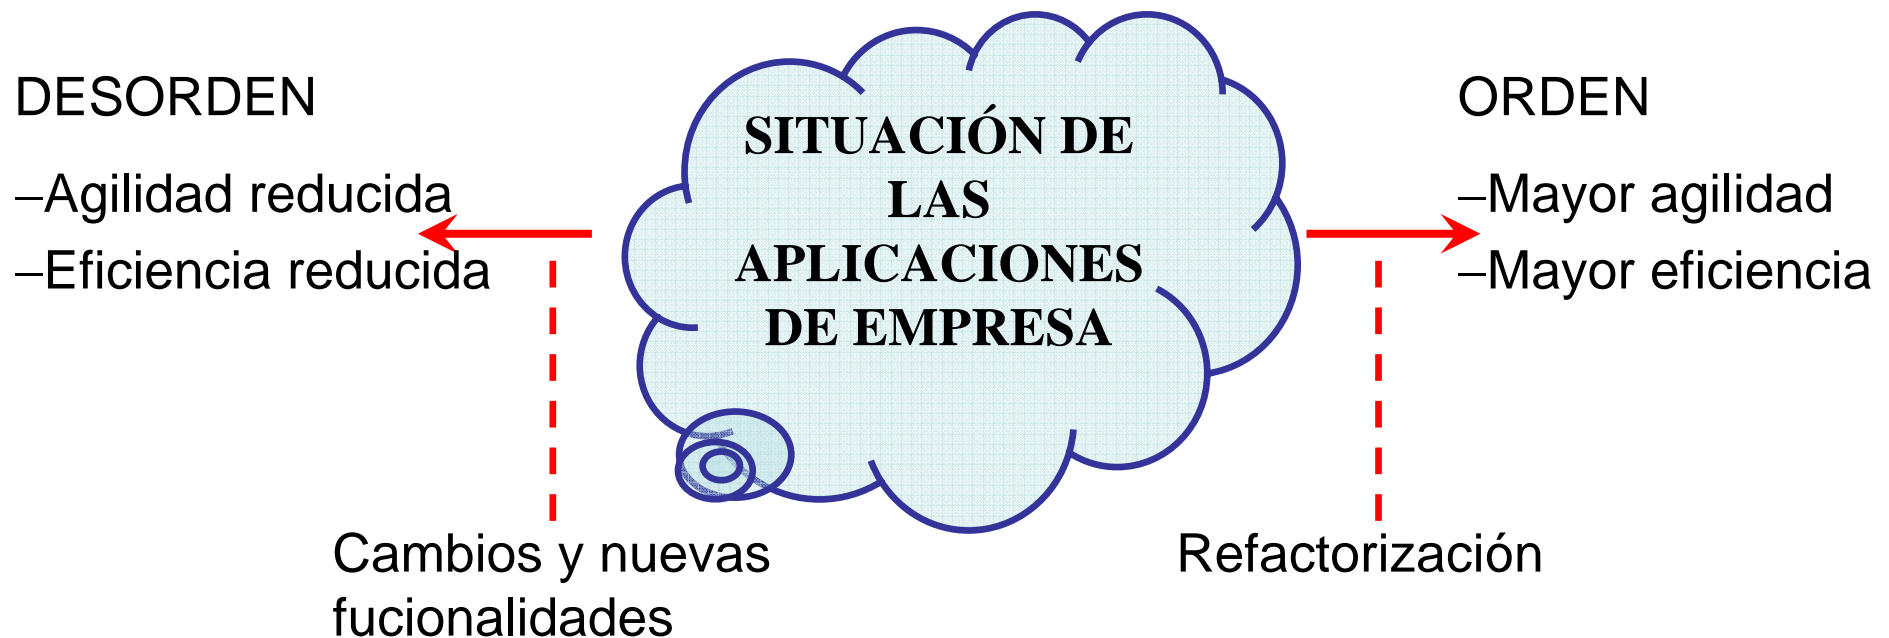 DESORDEN
–Agilidad reducida
–Eficiencia reducida
SITUACIÓN DE
LAS
APLICACIONES
DE EMPRESA
ORDEN
–Mayor agilidad
–Mayor eficiencia
Cambios y nuevas
fucionalidades
Refactorización